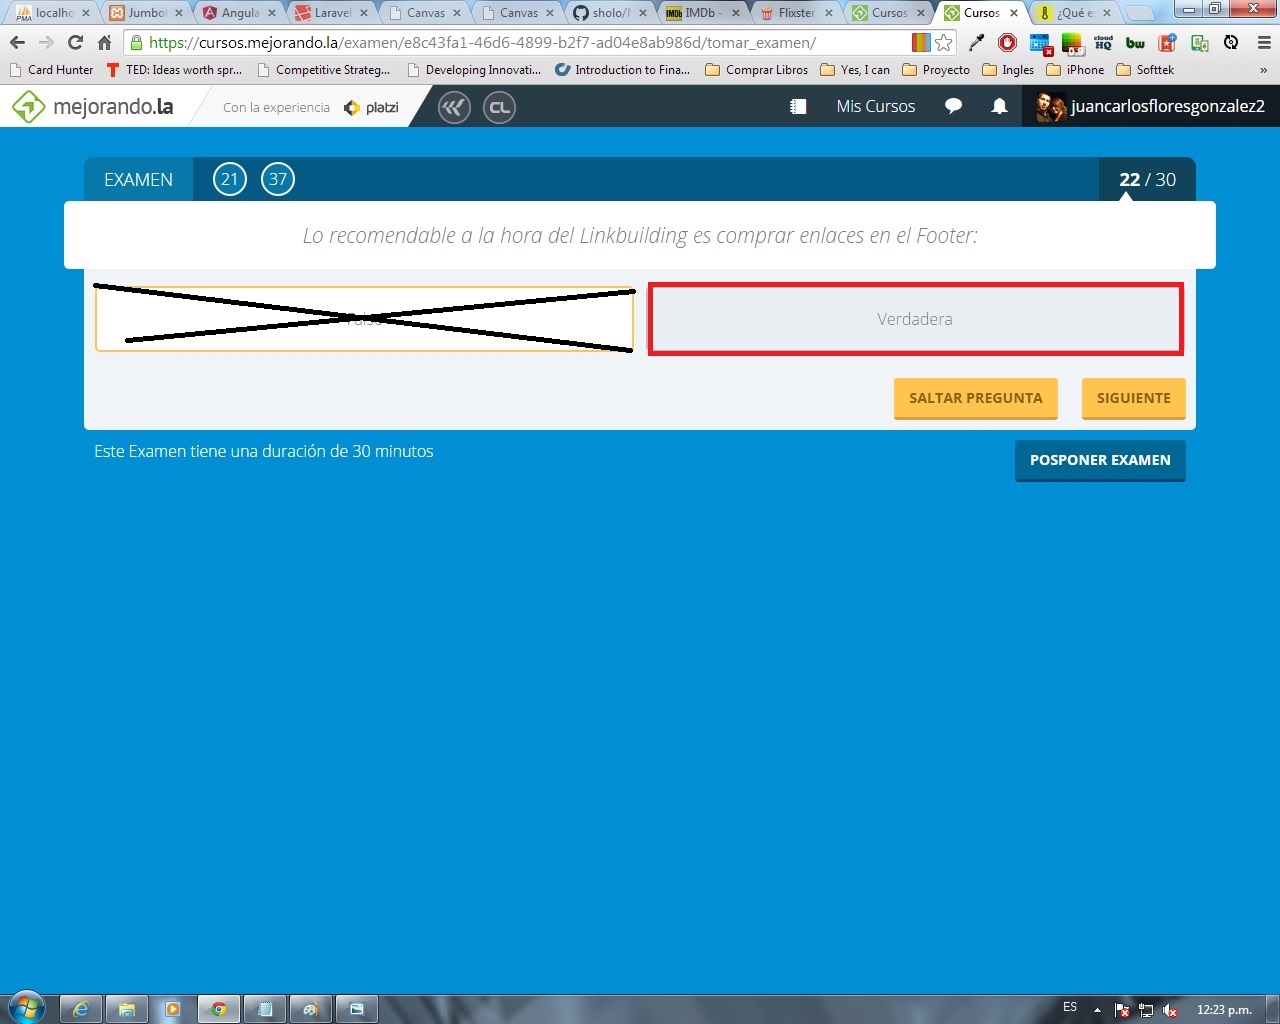 localho
Jumbo
Angula
Laravel
Canvas
Canvas
sholo/
IMDb -
Flixster
Cursos
Cursos
¿Qué e
https://cursos.mejorando.la/examen/e8c43fa1-46d6-4899-b2f7-ad04e8ab986d/tomar_examen/
Card Hunter
TED: Ideas worth spr...
Competitive Strateg...
Developing Innovati...
Introduction to Fina...
Comprar Libros
Yes, I can
Proyecto
Ingles
iPhone
Softtek
»
mejorando.la
Con la experiencia
platzi
CL
Mis Cursos
juancarlosfloresgonzalez2
EXAMEN
21
37
22 / 30
Lo recomendable a la hora del Linkbuilding es comprar enlaces en el Footer:
Verdadera
SALTAR PREGUNTA
SIGUIENTE
Este Examen tiene una duración de 30 minutos
POSPONER EXAMEN
ES
12:23 p.m.